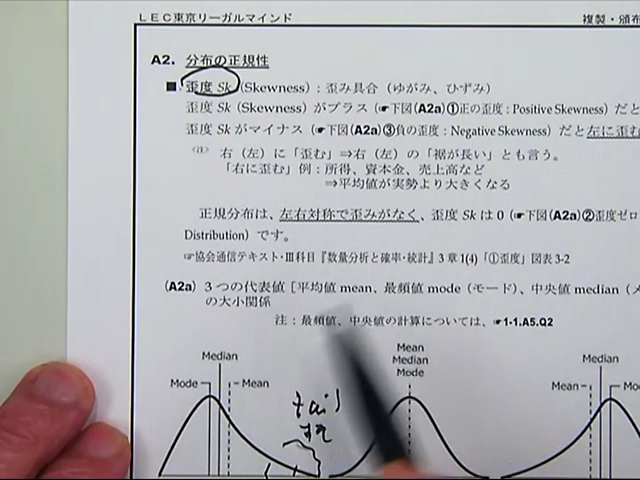 LEC東京リーガルマインド
複製・頒布
A2. 分布の正規性
■ 歪度 Sk (Skewness)：歪み具合（ゆがみ、ひずみ）
歪度 Sk (Skewness) がプラス（☛下図(A2a)①正の歪度 : Positive Skewness）だと
歪度 Sk がマイナス（☛下図(A2a)③負の歪度 : Negative Skewness）だと左に歪む
(注) 右（左）に「歪む」⇒右（左）の「裾が長い」とも言う。
「右に歪む」例：所得、資本金、売上高など
⇒平均値が実勢より大きくなる
正規分布は、左右対称で歪みがなく、歪度 Sk は 0（☛下図(A2a)②歪度ゼロ
Distribution）です。
☞協会通信テキスト・Ⅲ科目『数量分析と確率・統計』3 章 1(4)「①歪度」図表 3-2
(A2a) 3 つの代表値［平均値 mean、最頻値 mode（モード）、中央値 median（メ
の大小関係
注：最頻値、中央値の計算については、☛1-1.A5.Q2
Median
Mode
Mean
tail
Mean
Median
Mode
Median
Mean
Mo